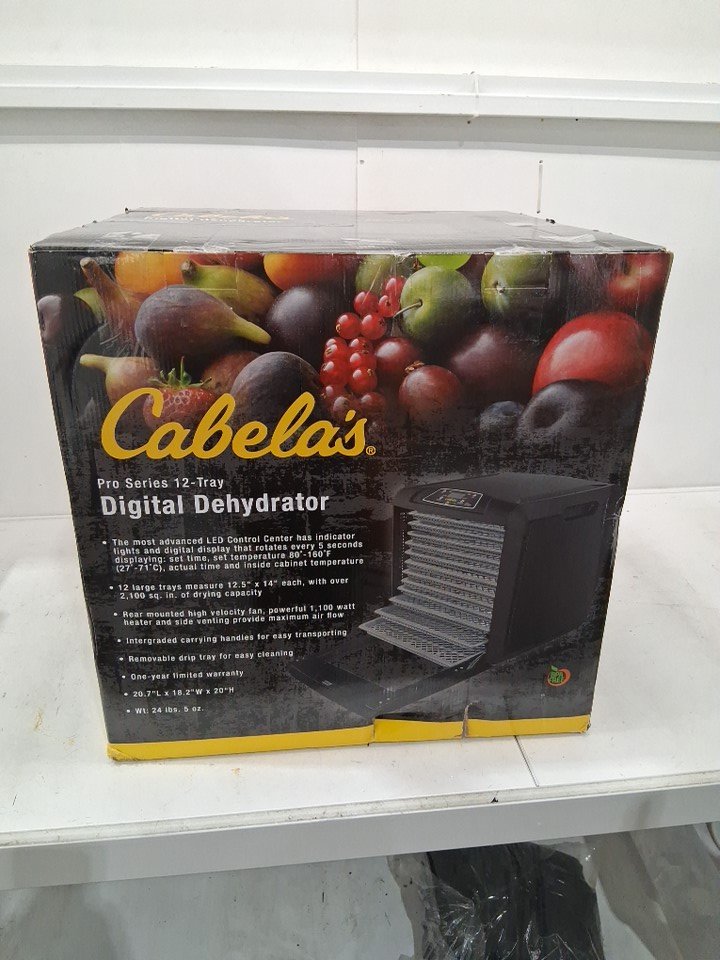 Cabela's®
Pro Series 12-Tray
Digital Dehydrator
• The most advanced LED Control Center has indicator
lights and digital display that rotates every 5 seconds
displaying: set time, set temperature 80°-160°F
(27°-71°C), actual time and inside cabinet temperature
• 12 large trays measure 12.5" x 14" each, with over
2,100 sq. in. of drying capacity
• Rear mounted high velocity fan, powerful 1,100 watt
heater and side venting provide maximum air flow
• Intergraded carrying handles for easy transporting
• Removable drip tray for easy cleaning
• One-year limited warranty
• 20.7"L x 18.2"W x 20"H
• Wt: 24 lbs. 5 oz.